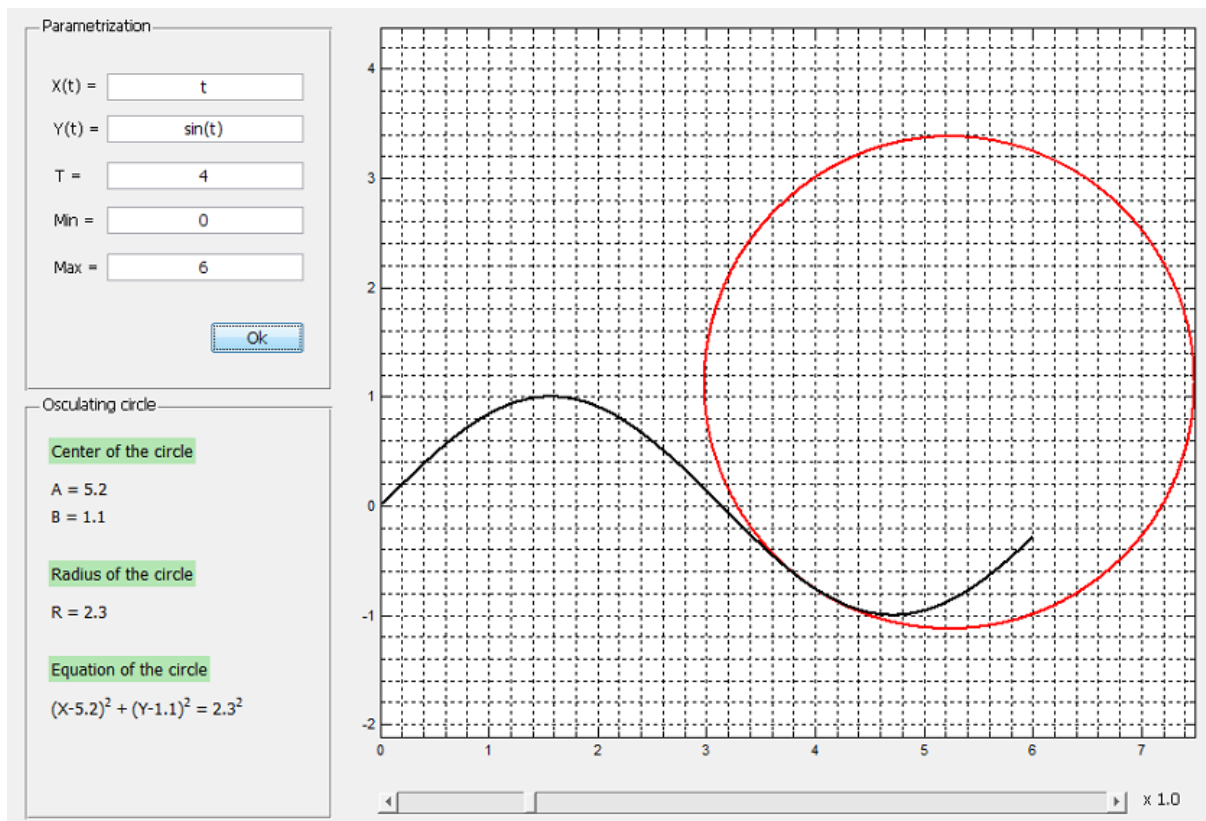 Parametrization
X(t) = t
Y(t) = sin(t)
T = 4
Min = 0
Max = 6
Ok
Osculating circle
Center of the circle
A = 5.2
B = 1.1
Radius of the circle
R = 2.3
Equation of the circle
(X-5.2)² + (Y-1.1)² = 2.3²
4
3
2
1
0
-1
-2
0 1 2 3 4 5 6 7
x 1.0